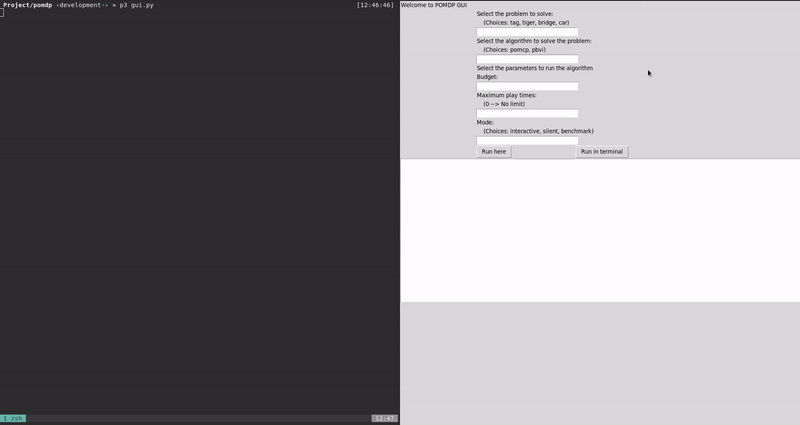 Project/pomdp ‹development·› » p3 gui.py [12:46:46]
1 zsh
12:47
Welcome to POMDP GUI
Select the problem to solve:
(Choices: tag, tiger, bridge, car)
Select the algorithm to solve the problem:
(Choices: pomcp, pbvi)
Select the parameters to run the algorithm
Budget:
Maximum play times:
(0 --> No limit)
Mode:
(Choices: interactive, silent, benchmark)
Run here
Run in terminal